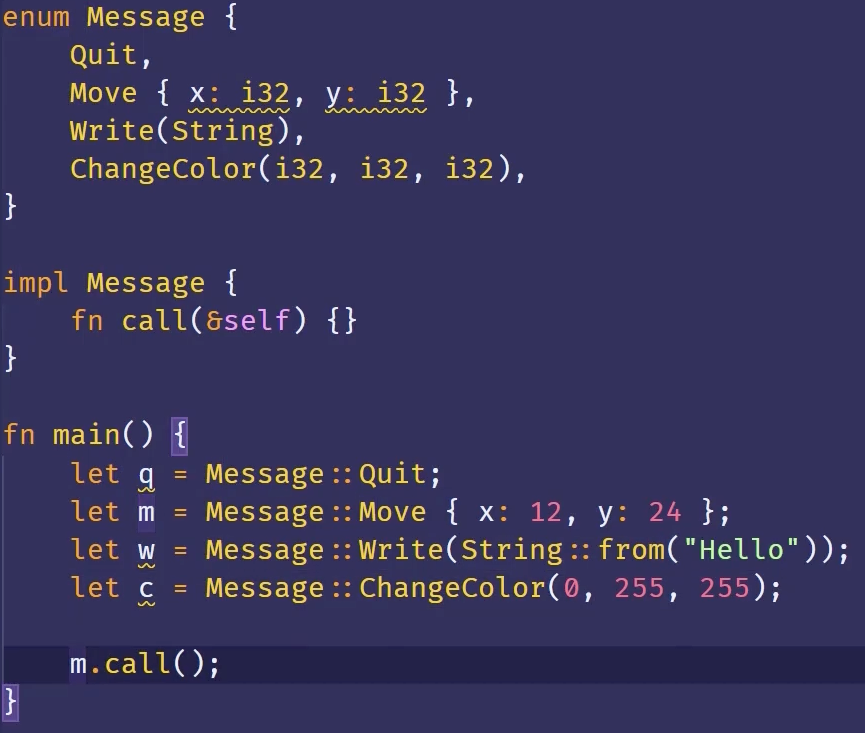 enum Message {
    Quit,
    Move { x: i32, y: i32 },
    Write(String),
    ChangeColor(i32, i32, i32),
}

impl Message {
    fn call(&self) {}
}

fn main() {
    let q = Message::Quit;
    let m = Message::Move { x: 12, y: 24 };
    let w = Message::Write(String::from("Hello"));
    let c = Message::ChangeColor(0, 255, 255);

    m.call();
}